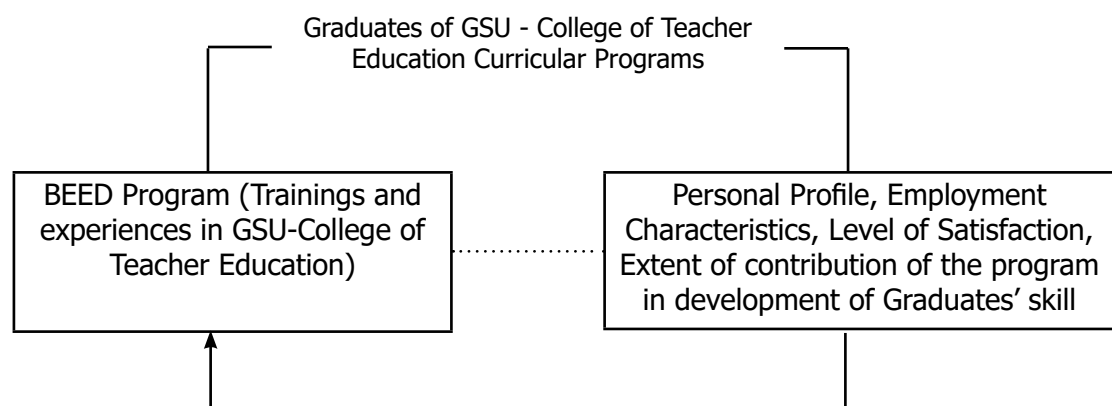 Graduates of GSU - College of Teacher
Education Curricular Programs
BEED Program (Trainings and
experiences in GSU-College of
Teacher Education)
Personal Profile, Employment
Characteristics, Level of Satisfaction,
Extent of contribution of the program
in development of Graduates’ skill